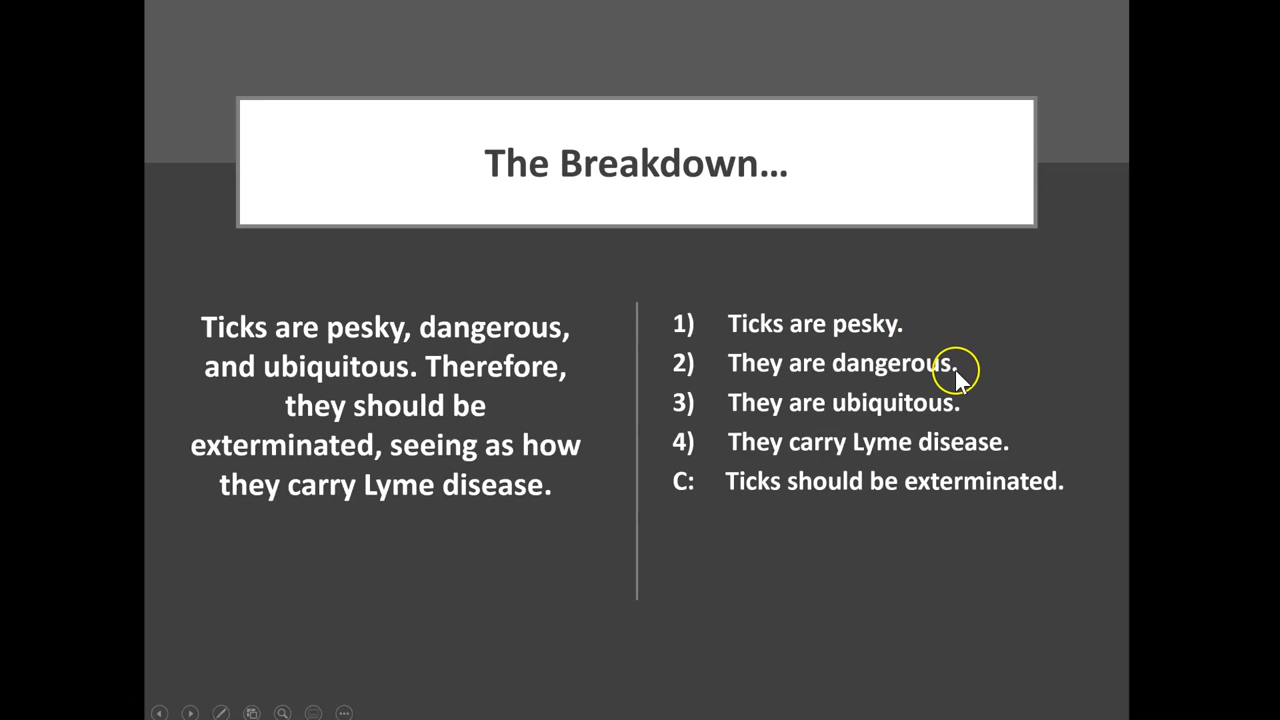 The Breakdown...
Ticks are pesky, dangerous,
and ubiquitous. Therefore,
they should be
exterminated, seeing as how
they carry Lyme disease.
1) Ticks are pesky.
2) They are dangerous.
3) They are ubiquitous.
4) They carry Lyme disease.
C: Ticks should be exterminated.